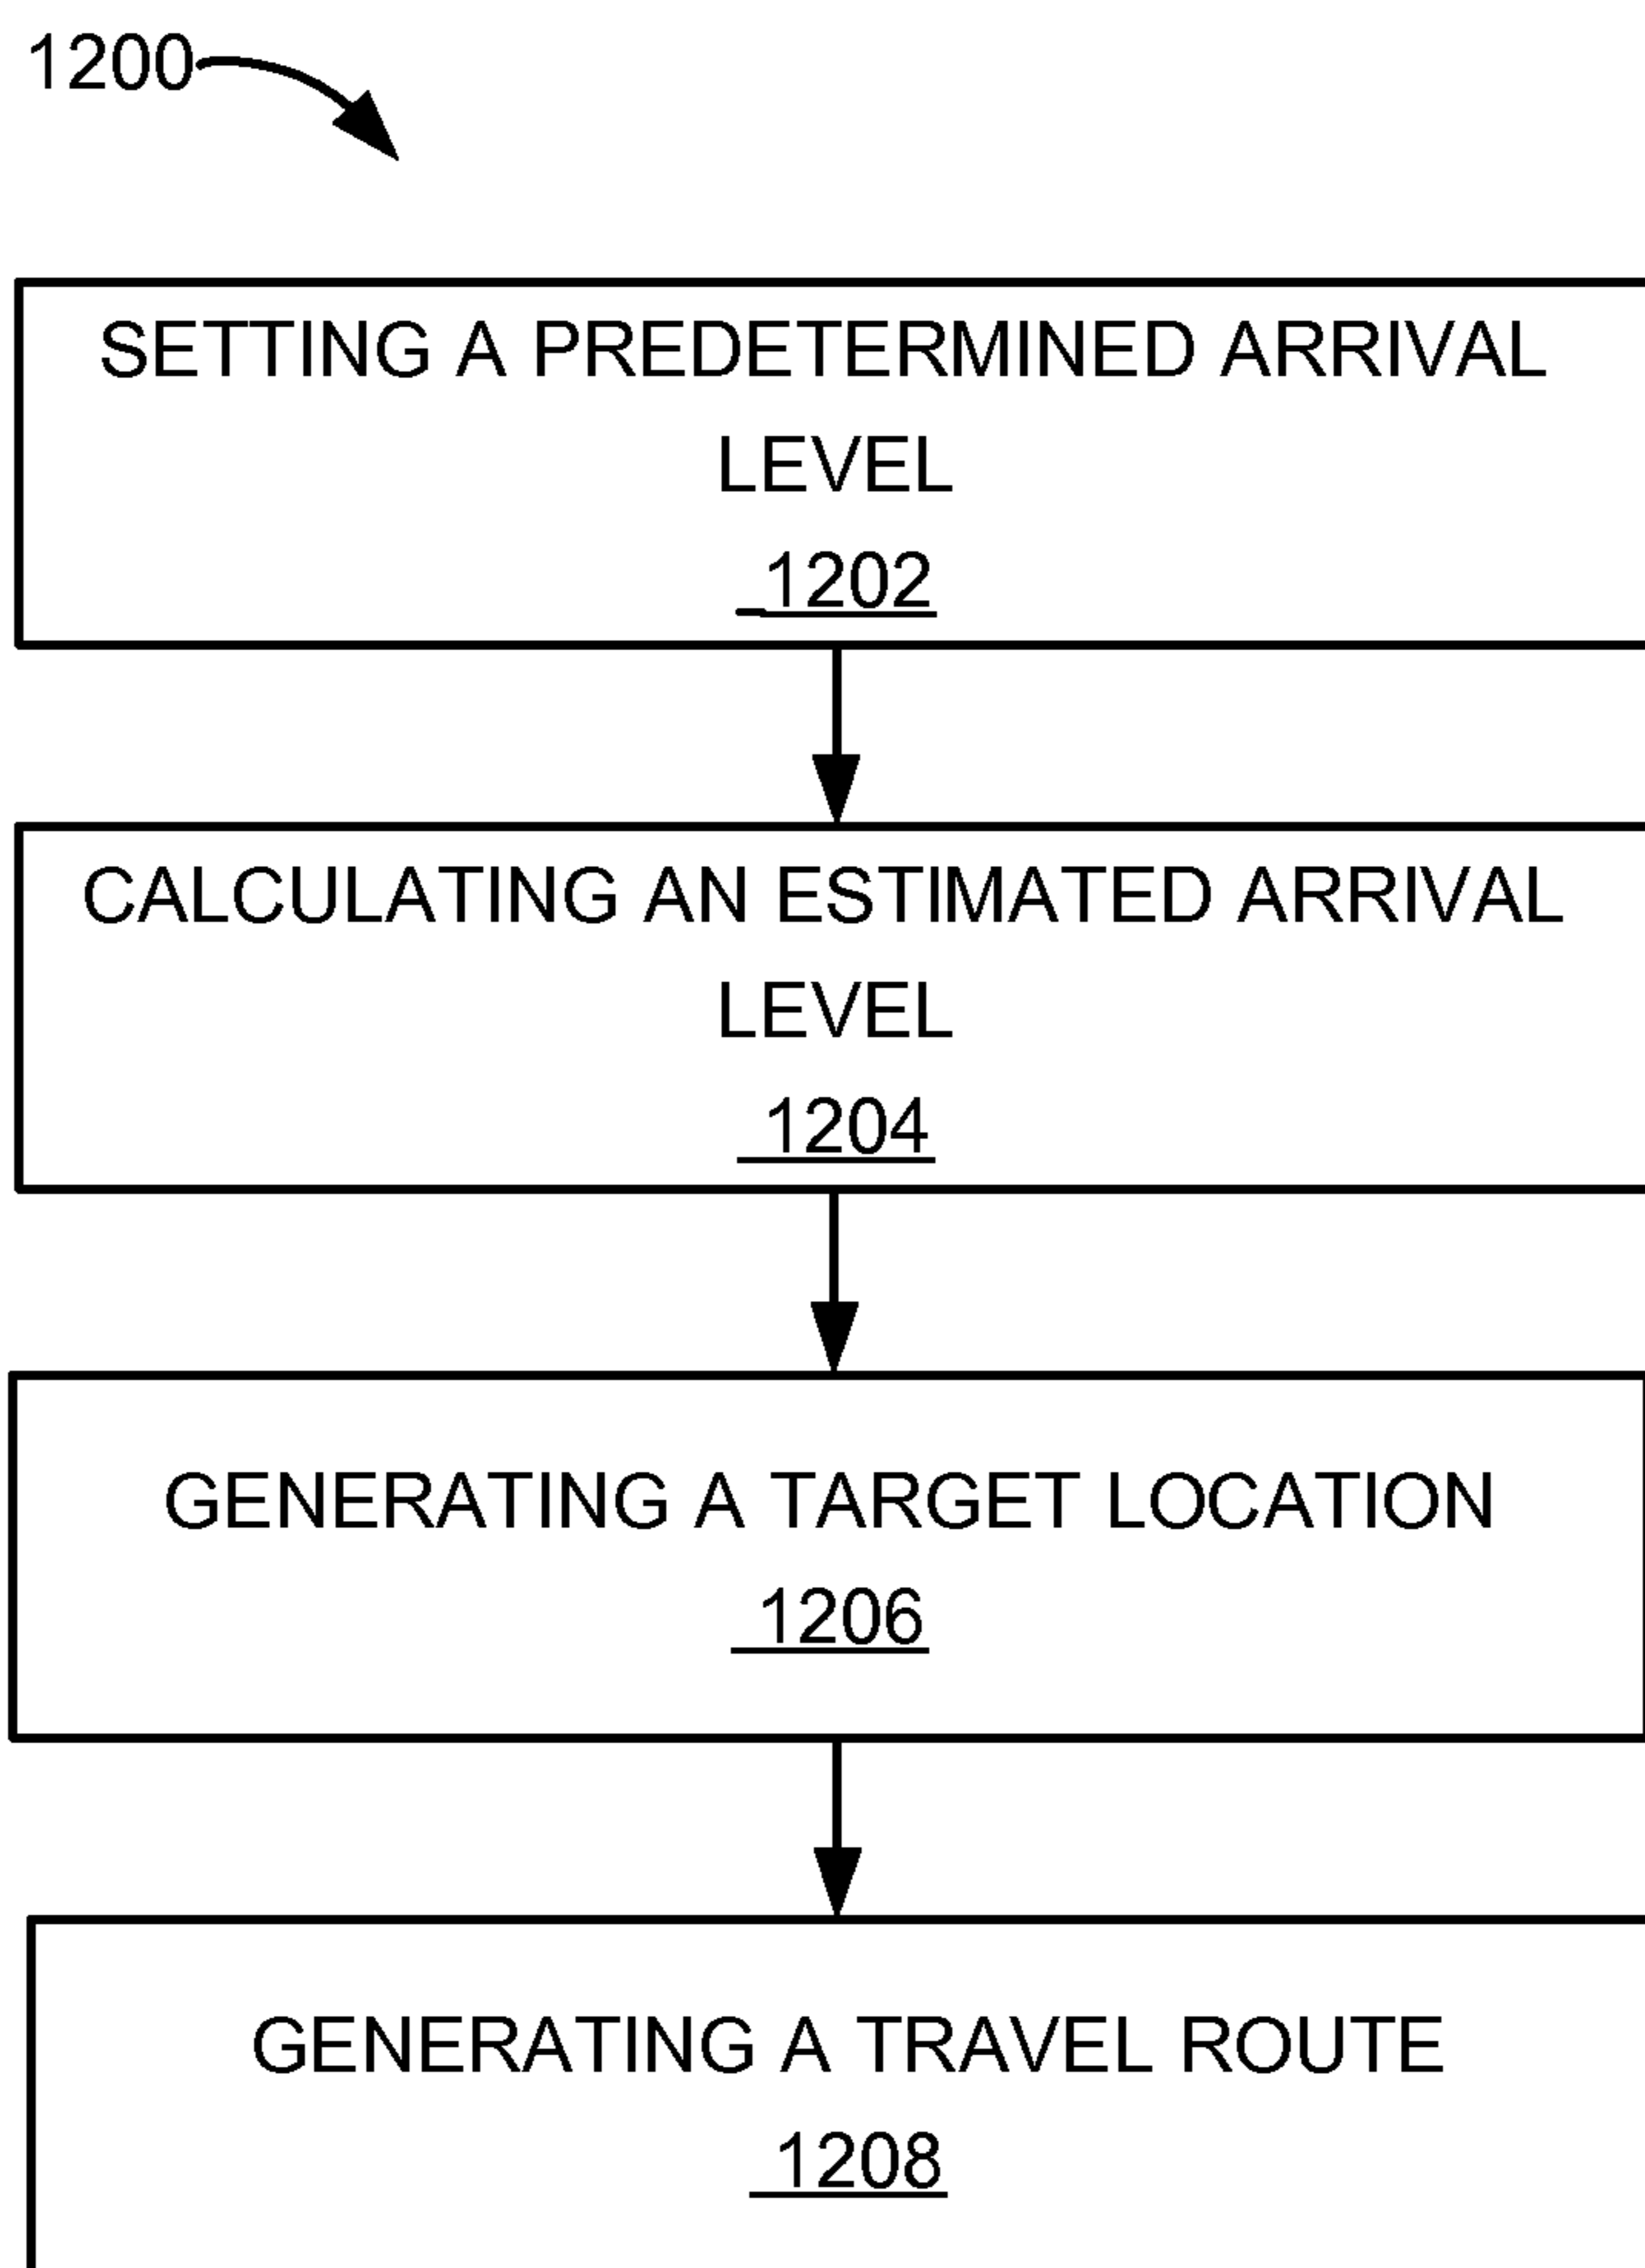 1200
SETTING A PREDETERMINED ARRIVAL
LEVEL
1202
CALCULATING AN ESTIMATED ARRIVAL
LEVEL
1204
GENERATING A TARGET LOCATION
1206
GENERATING A TRAVEL ROUTE
1208